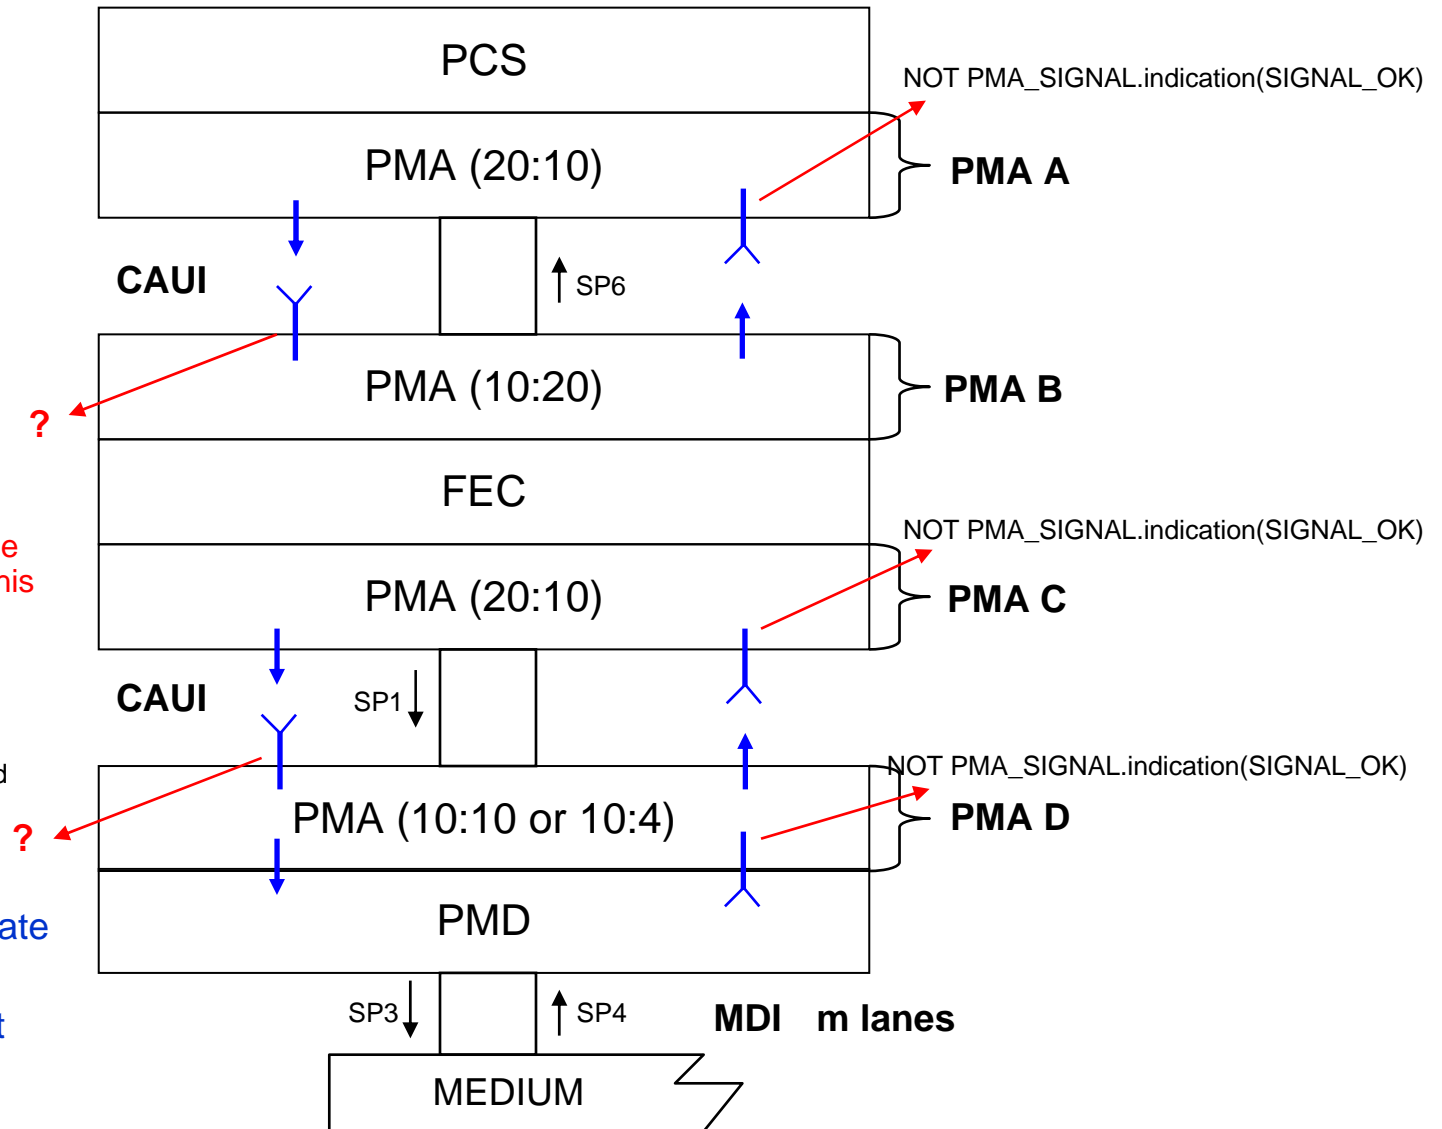 PCS
NOT PMA_SIGNAL.indication(SIGNAL_OK)
PMA (20:10)
PMA A
CAUI
SP6
PMA (10:20)
PMA B
?
FEC
NOT PMA_SIGNAL.indication(SIGNAL_OK)
PMA (20:10)
PMA C
CAUI
SP1
NOT PMA_SIGNAL.indication(SIGNAL_OK)
PMA (10:10 or 10:4)
PMA D
?
PMD
SP3
SP4
MDI m lanes
MEDIUM